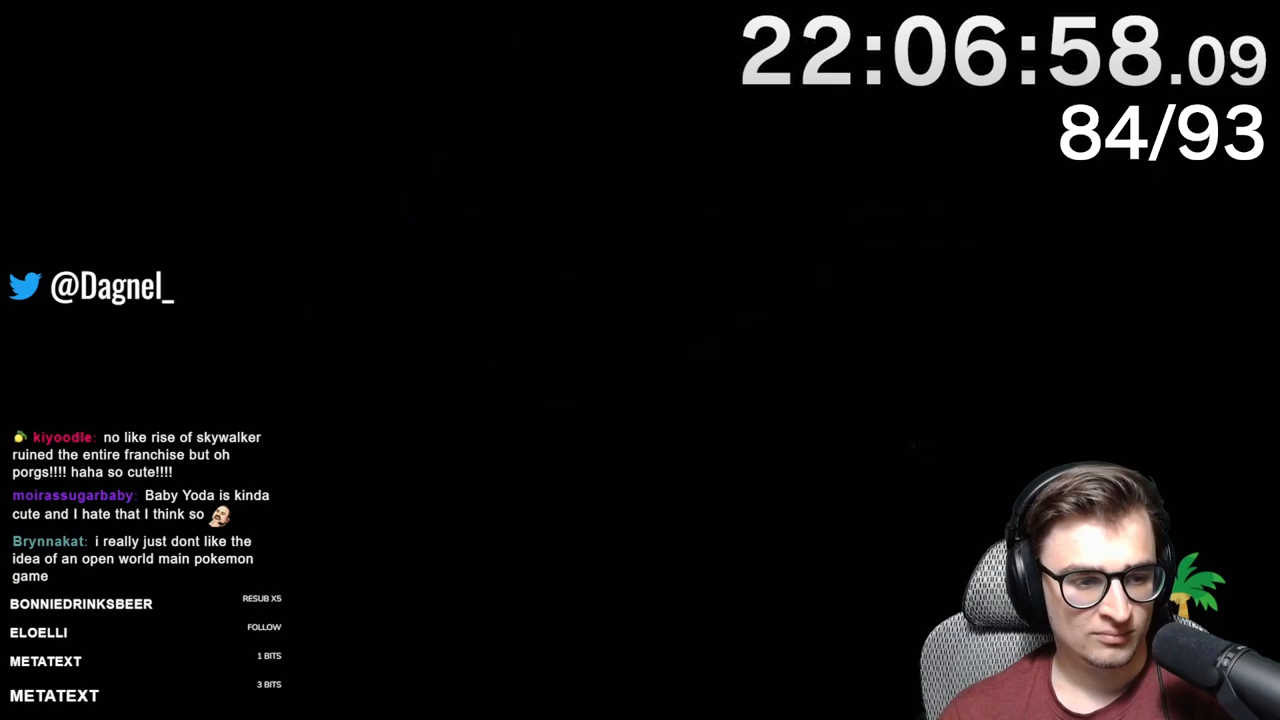 22:06:58.09
84/93
@Dagnel_
kiyoodle: no like rise of skywalker
ruined the entire franchise but oh
porgs!!!! haha so cute!!!!
moirassugarbaby: Baby Yoda is kinda
cute and I hate that I think so
Brynnakat: i really just dont like the
idea of an open world main pokemon
game
BONNIEDRINKSBEER RESUB X5
ELOELLI FOLLOW
METATEXT 1 BITS
METATEXT 3 BITS